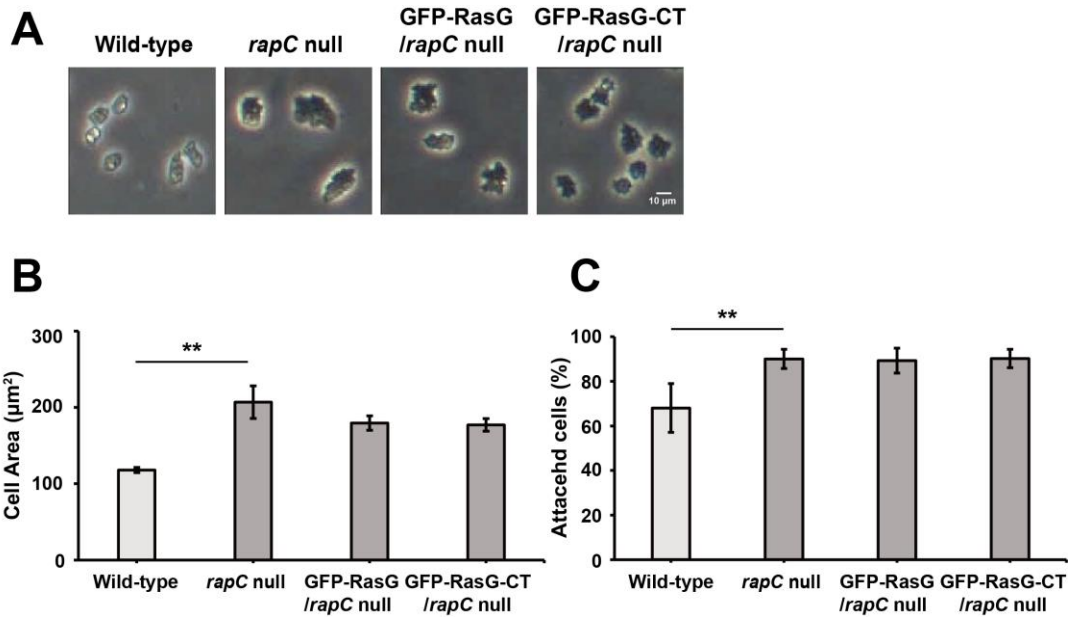 A
Wild-type
rapC null
GFP-RasG
/rapC null
GFP-RasG-CT
/rapC null
10 µm
B
Cell Area (µm²)
300
200
100
0
**
Wild-type
rapC null
GFP-RasG
/rapC null
GFP-RasG-CT
/rapC null
C
Attacehd cells (%)
100
80
60
40
20
0
**
Wild-type
rapC null
GFP-RasG
/rapC null
GFP-RasG-CT
/rapC null